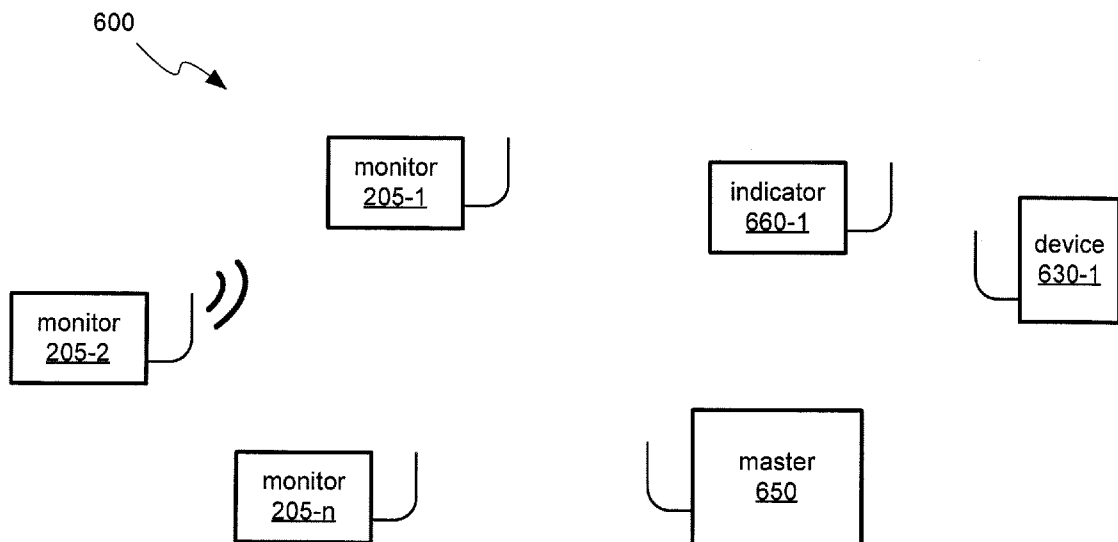 600
monitor
205-1
indicator
660-1
device
630-1
monitor
205-2
monitor
205-n
master
650